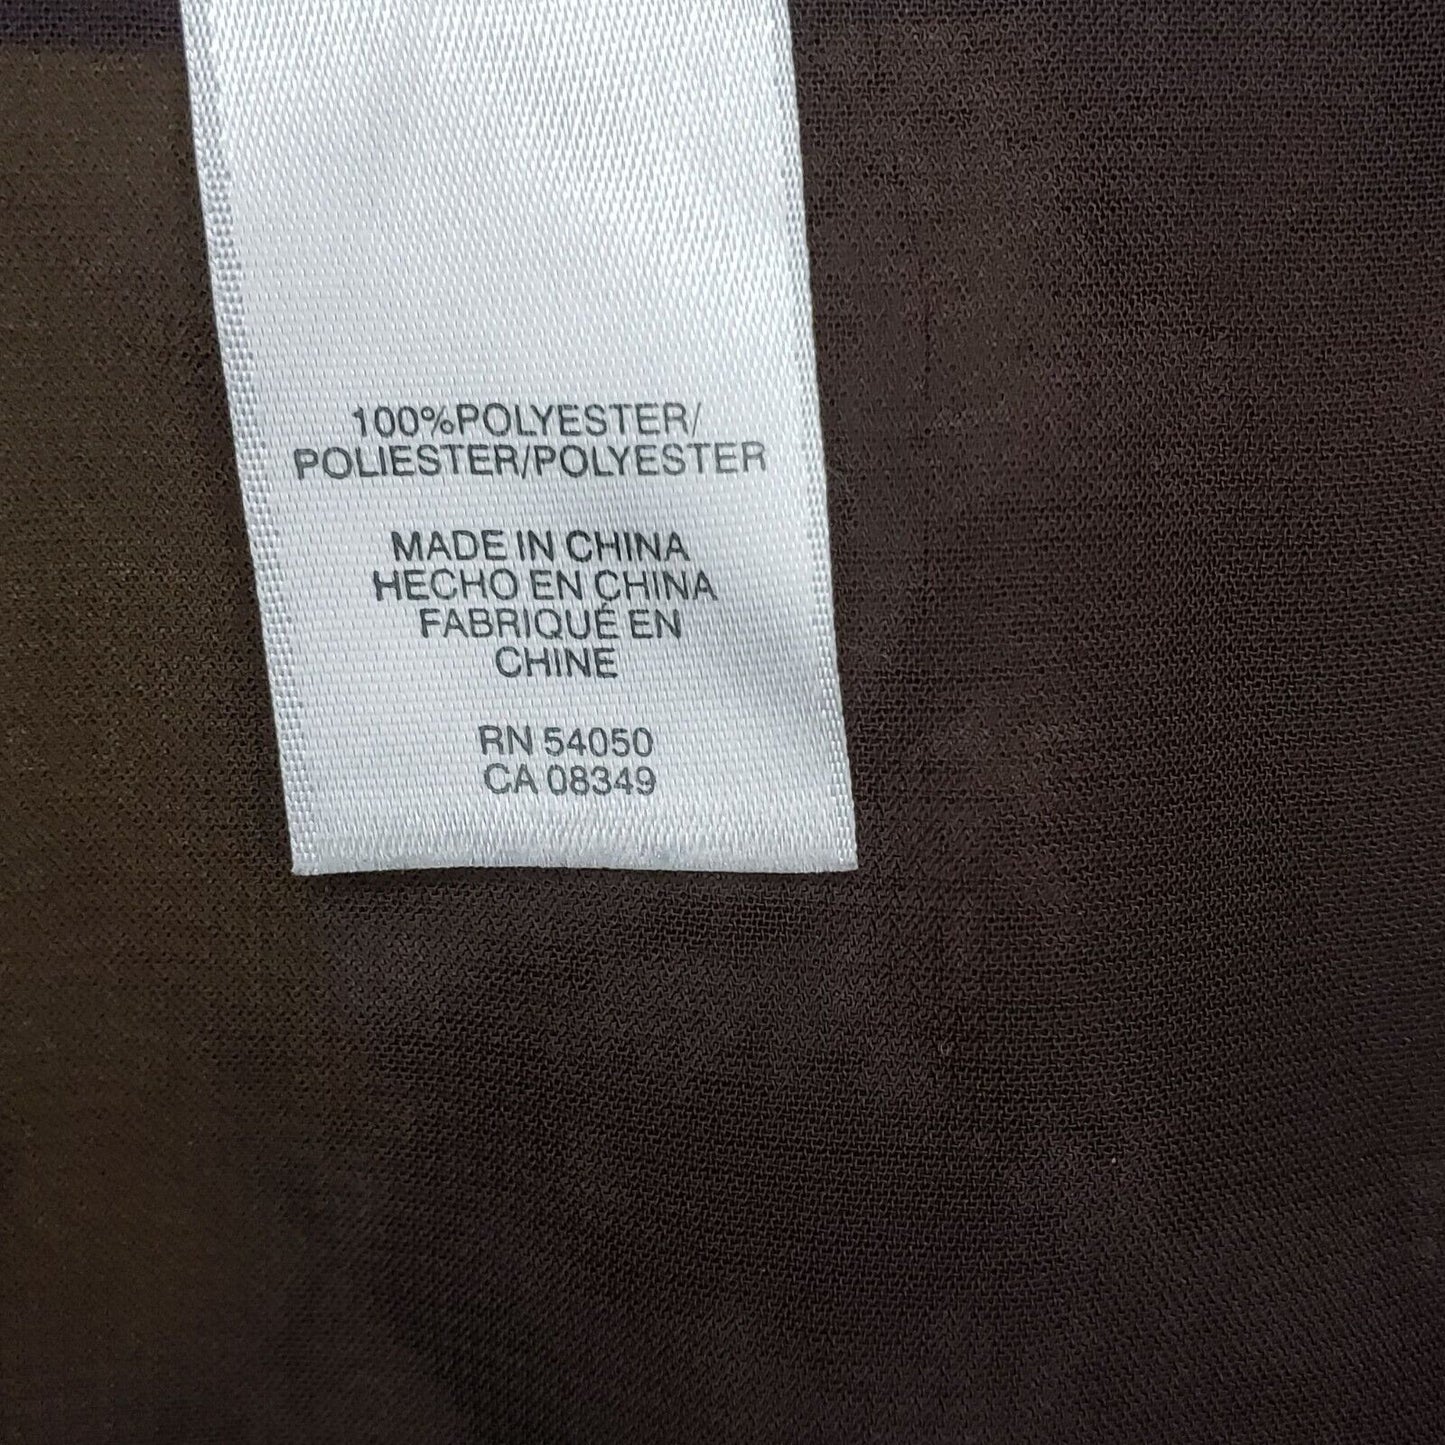 100%POLYESTER/
POLIESTER/POLYESTER
MADE IN CHINA
HECHO EN CHINA
FABRIQUÉ EN
CHINE
RN 54050
CA 08349